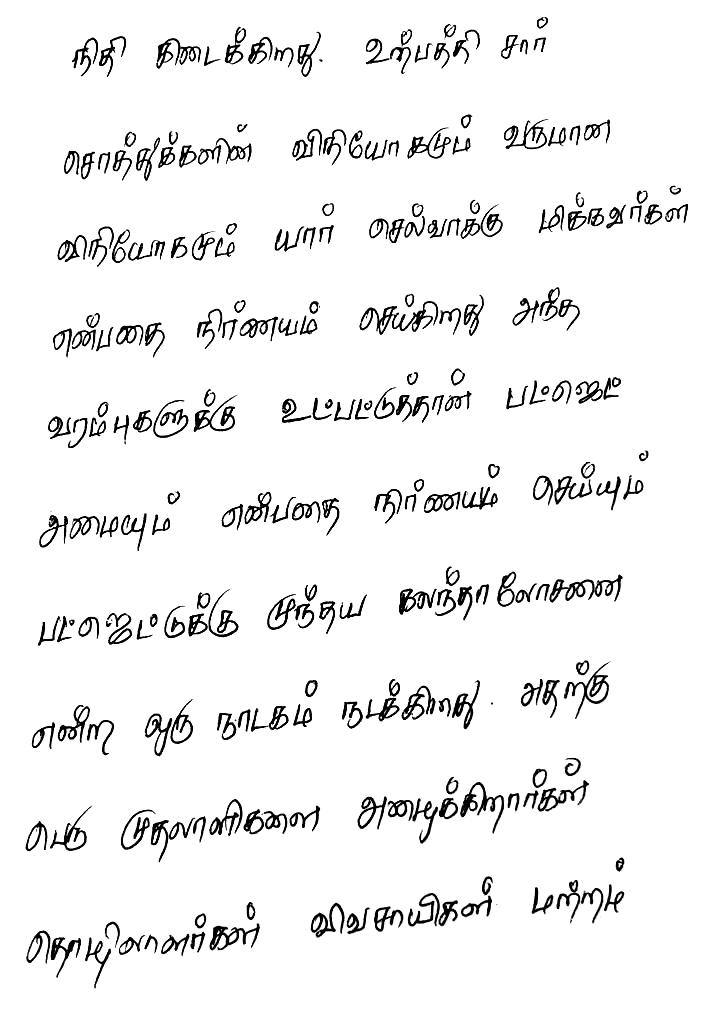 நிதி கிடைக்கிறது. உற்பத்தி சார்
சொத்துக்களின் விநியோகமும் வருமான
விநியோகமும் யார் செல்வாக்கு மிக்கவர்கள்
என்பதை நிர்ணயம் செய்கிறது அந்த
வரம்புகளுக்கு உட்பட்டுத்தான் பட்ஜெட்
அமையும் என்பதை நிர்ணயம் செய்யும்
பட்ஜெட்டுக்கு முந்தய கலந்தாலோசனை
என்ற ஒரு நாடகம் நடக்கிறது. அதற்கு
பெரு முதலாளிகளை அழைக்கிறார்கள்
தொழிலாளர்கள் விவசாயிகள் மற்றும்